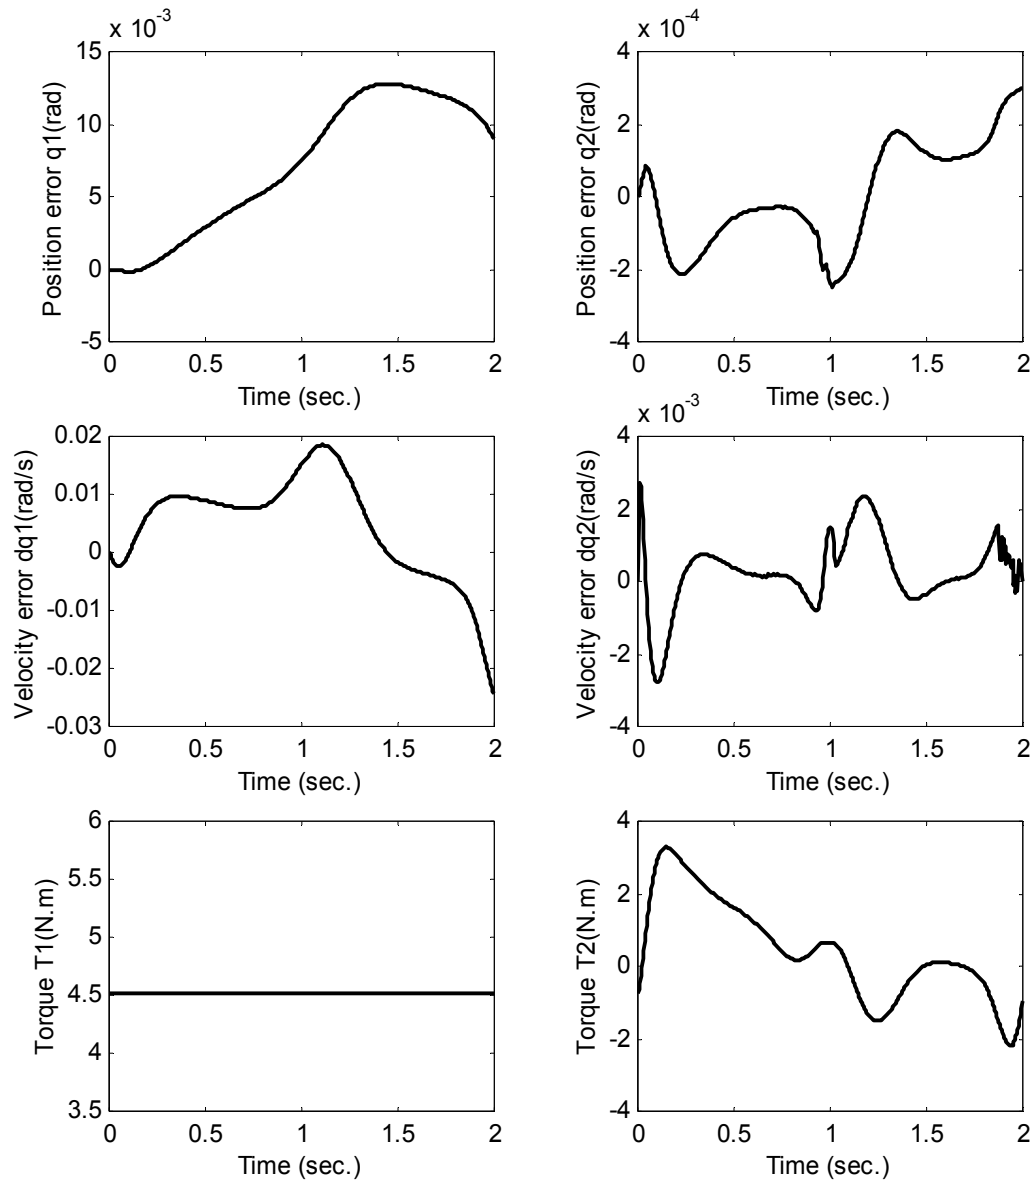 x 10-3
15
10
5
0
-5
Position error q1(rad)
0 0.5 1 1.5 2
Time (sec.)
x 10-4
4
2
0
-2
-4
Position error q2(rad)
0 0.5 1 1.5 2
Time (sec.)
0.02
0.01
0
-0.01
-0.02
-0.03
Velocity error dq1(rad/s)
0 0.5 1 1.5 2
Time (sec.)
x 10-3
4
2
0
-2
-4
Velocity error dq2(rad/s)
0 0.5 1 1.5 2
Time (sec.)
6
5.5
5
4.5
4
3.5
Torque T1(N.m)
0 0.5 1 1.5 2
Time (sec.)
4
2
0
-2
-4
Torque T2(N.m)
0 0.5 1 1.5 2
Time (sec.)